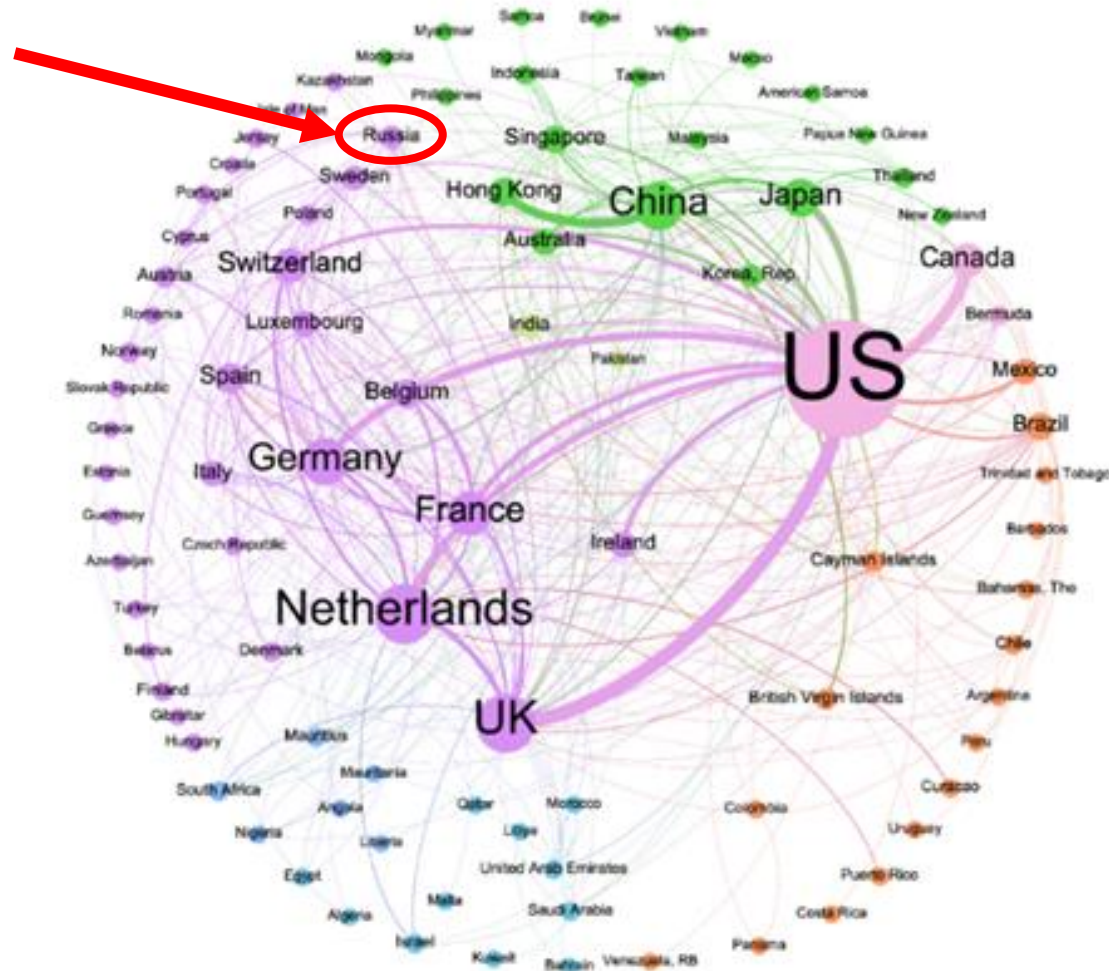 Samoa
Brunei
Myanmar
Vietnam
Mongolia
Macao
Kazakhstan
Indonesia
Taiwan
Philippines
American Samoa
Isle of Man
Jersey
Russia
Singapore
Malaysia
Papua New Guinea
Croatia
Sweden
Thailand
Portugal
Hong Kong
China
Japan
Poland
New Zealand
Cyprus
Australia
Switzerland
Canada
Austria
Korea, Rep.
Romania
Luxembourg
India
Bermuda
Norway
Pakistan
US
Spain
Belgium
Mexico
Slovak Republic
Greece
Brazil
Germany
Italy
Estonia
Trinidad and Tobago
France
Guernsey
Ireland
Barbados
Czech Republic
Azerbaijan
Cayman Islands
Bahamas, The
Netherlands
Turkey
Chile
Belarus
Denmark
Finland
British Virgin Islands
Argentina
Gibraltar
UK
Hungary
Mauritius
Peru
Mauritania
South Africa
Curacao
Angola
Qatar
Morocco
Colombia
Nigeria
Liberia
Libya
Uruguay
United Arab Emirates
Egypt
Puerto Rico
Malta
Algeria
Saudi Arabia
Costa Rica
Israel
Panama
Kuwait
Bahrain
Venezuela, RB